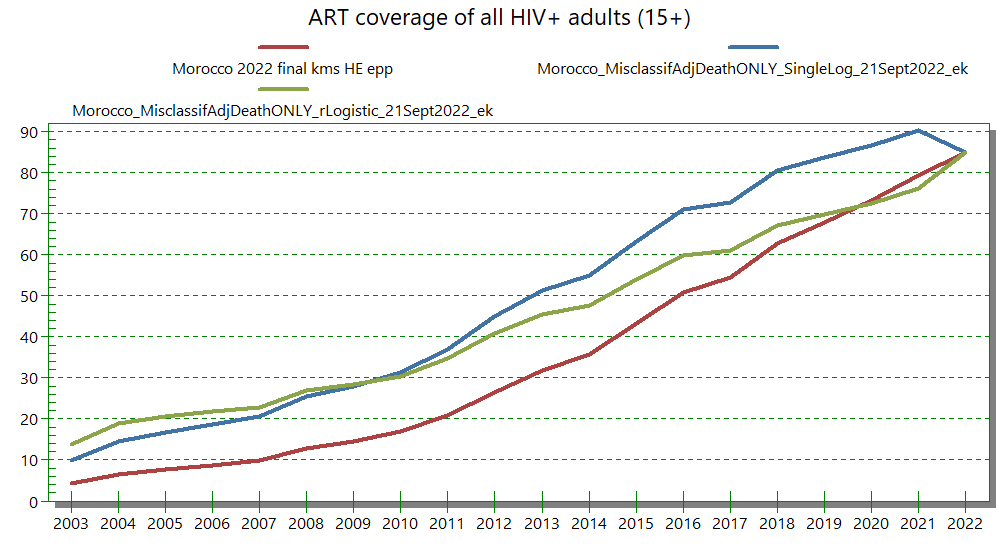 ART coverage of all HIV+ adults (15+)
Morocco 2022 final kms HE epp
Morocco_MisclassifAdjDeathONLY_SingleLog_21Sept2022_ek
Morocco_MisclassifAdjDeathONLY_rLogistic_21Sept2022_ek
90
80
70
60
50
40
30
20
10
0
2003 2004 2005 2006 2007 2008 2009 2010 2011 2012 2013 2014 2015 2016 2017 2018 2019 2020 2021 2022